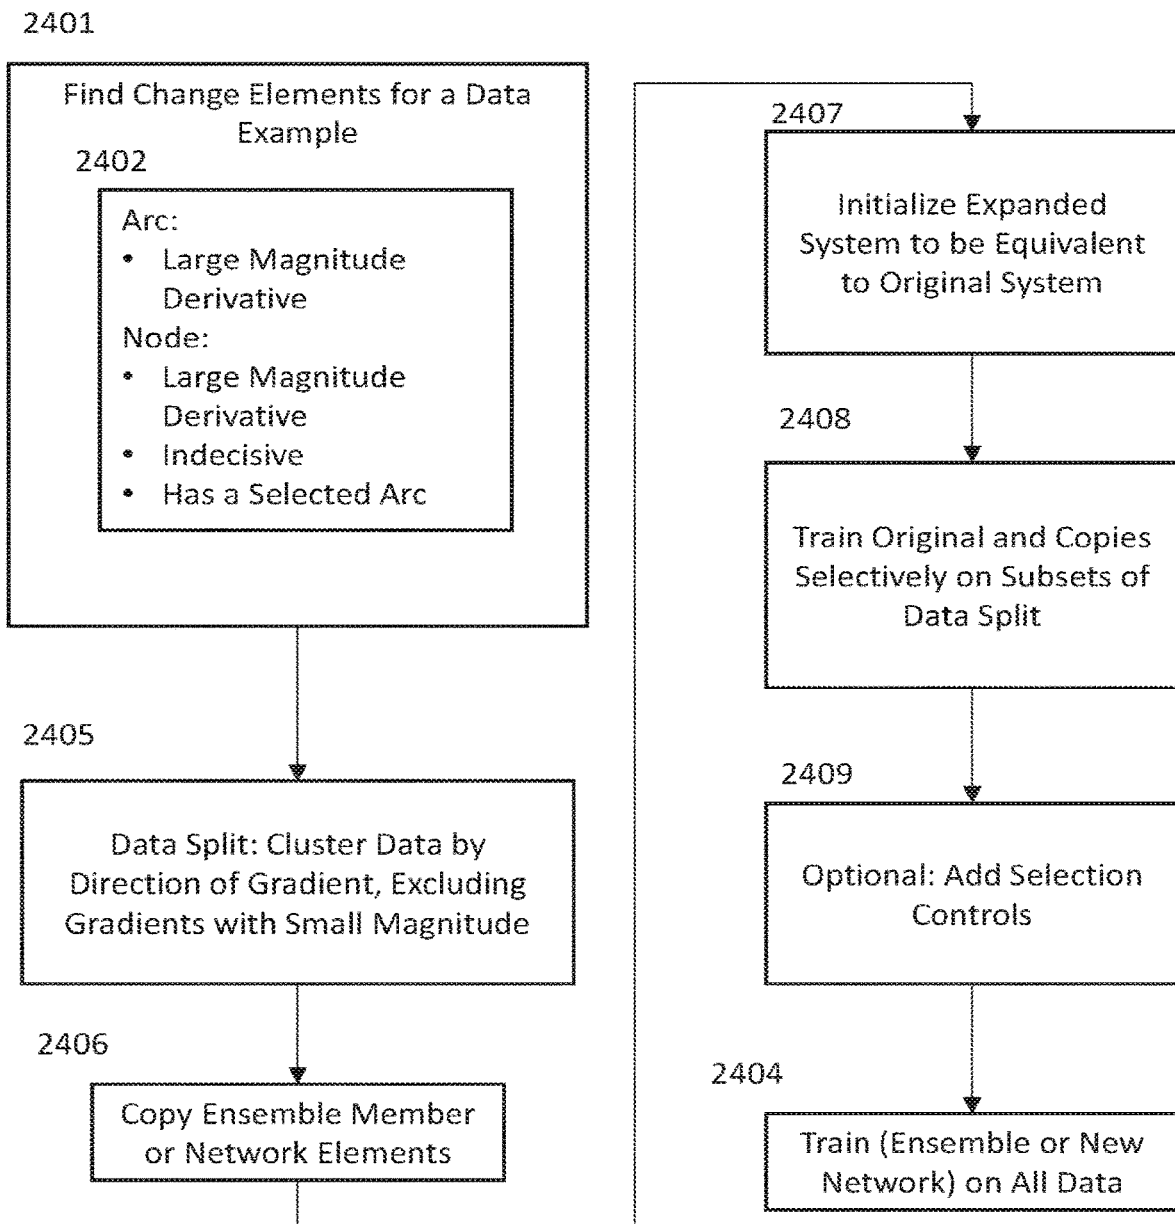 2401
Find Change Elements for a Data
Example
2402
Arc:
• Large Magnitude
Derivative
Node:
• Large Magnitude
Derivative
• Indecisive
• Has a Selected Arc
2405
Data Split: Cluster Data by
Direction of Gradient, Excluding
Gradients with Small Magnitude
2406
Copy Ensemble Member
or Network Elements
2407
Initialize Expanded
System to be Equivalent
to Original System
2408
Train Original and Copies
Selectively on Subsets of
Data Split
2409
Optional: Add Selection
Controls
2404
Train (Ensemble or New
Network) on All Data